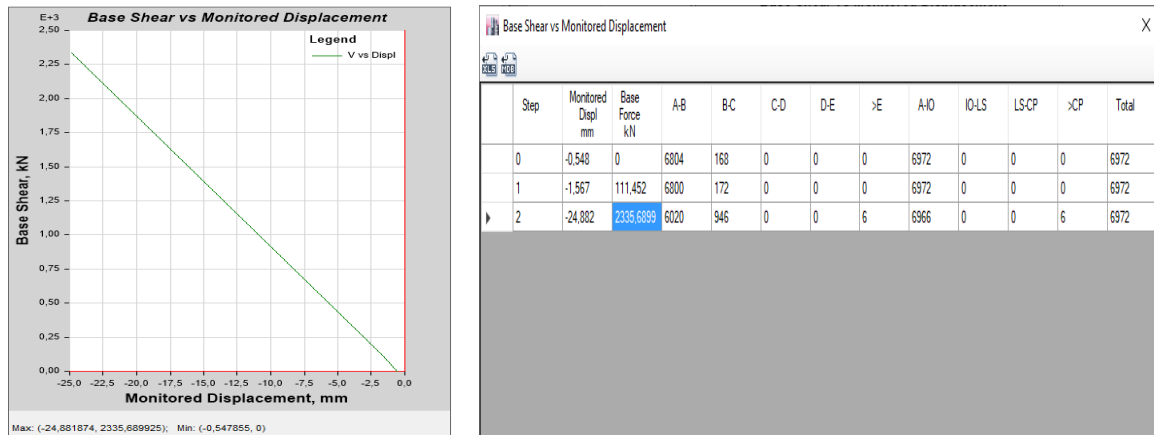 E+3
Base Shear vs Monitored Displacement
2,50
2,25
2,00
1,75
1,50
1,25
1,00
0,75
0,50
0,25
0,00
Base Shear, kN
Legend
V vs Displ
-25,0 -22,5 -20,0 -17,5 -15,0 -12,5 -10,0 -7,5 -5,0 -2,5 0,0
Monitored Displacement, mm
Max: (-24,881874, 2335,689925); Min: (-0,547855, 0)
Base Shear vs Monitored Displacement
X
XLS MDB
Step Monitored Displ mm Base Force kN A-B B-C C-D D-E >E A-IO IO-LS LS-CP >CP Total
0 -0,548 0 6804 168 0 0 0 6972 0 0 0 6972
1 -1,567 111,452 6800 172 0 0 0 6972 0 0 0 6972
2 -24,882 2335,6899 6020 946 0 0 6 6966 0 0 6 6972